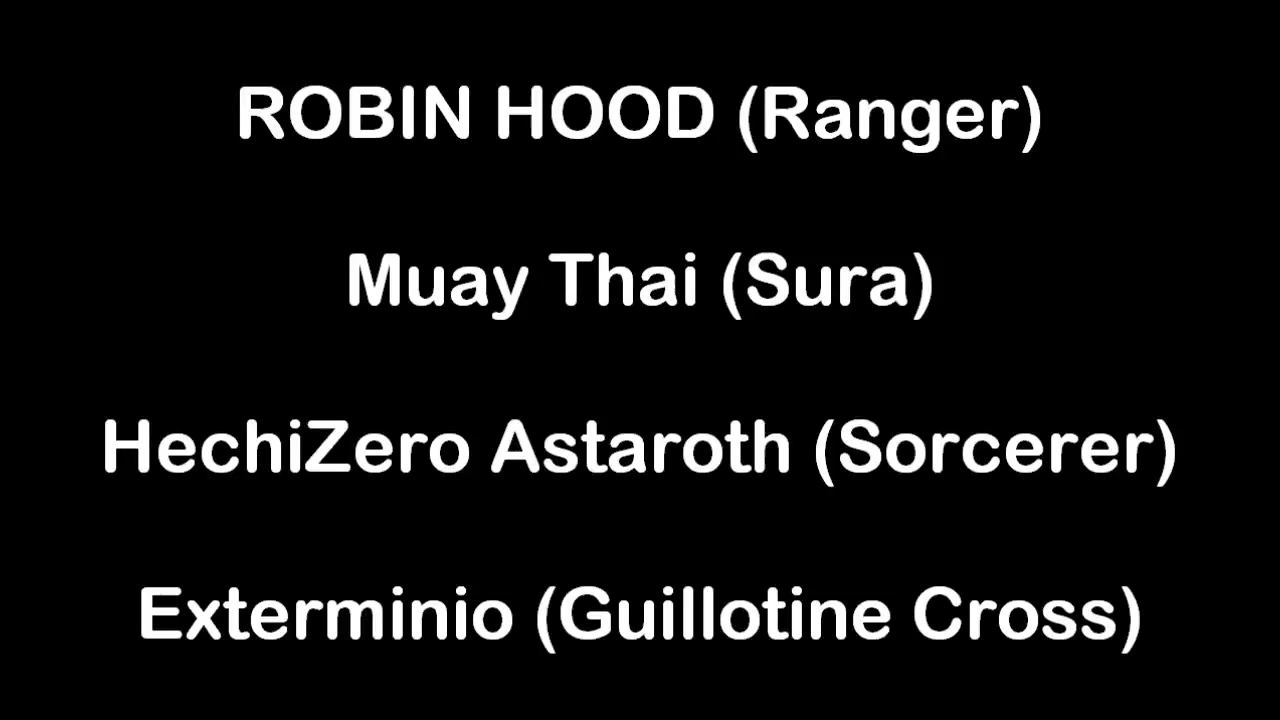 ROBIN HOOD (Ranger)
Muay Thai (Sura)
HechiZero Astaroth (Sorcerer)
Exterminio (Guillotine Cross)